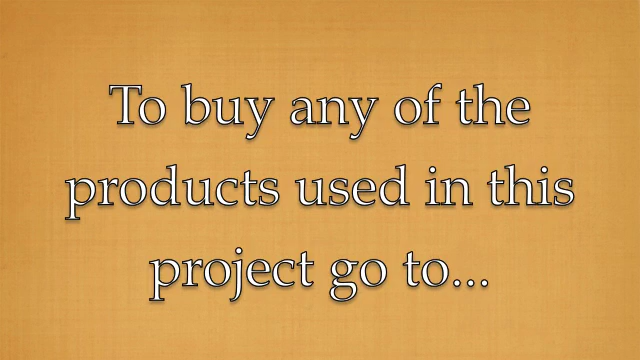 To buy any of the
products used in this
project go to...